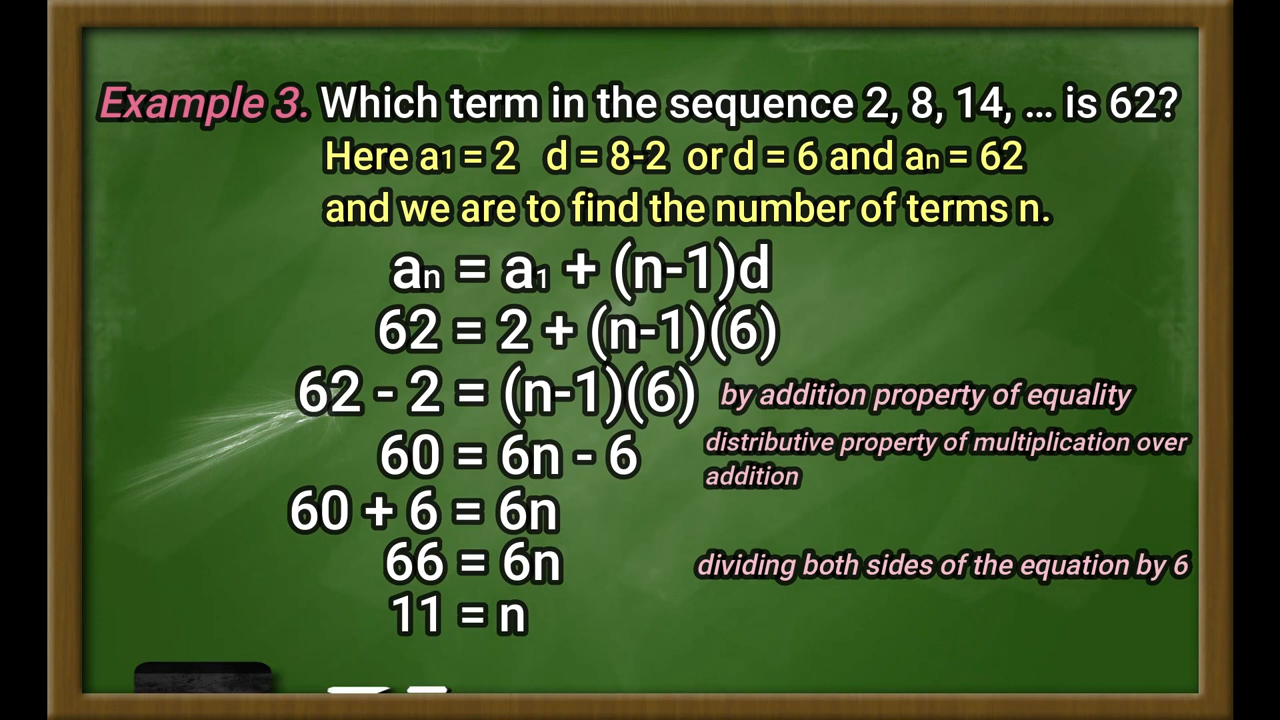 Example 3. Which term in the sequence 2, 8, 14, ... is 62?
Here a₁ = 2 d = 8-2 or d = 6 and aₙ = 62
and we are to find the number of terms n.
aₙ = a₁ + (n-1)d
62 = 2 + (n-1)(6)
62 - 2 = (n-1)(6) by addition property of equality
60 = 6n - 6 distributive property of multiplication over
addition
60 + 6 = 6n
66 = 6n dividing both sides of the equation by 6
11 = n